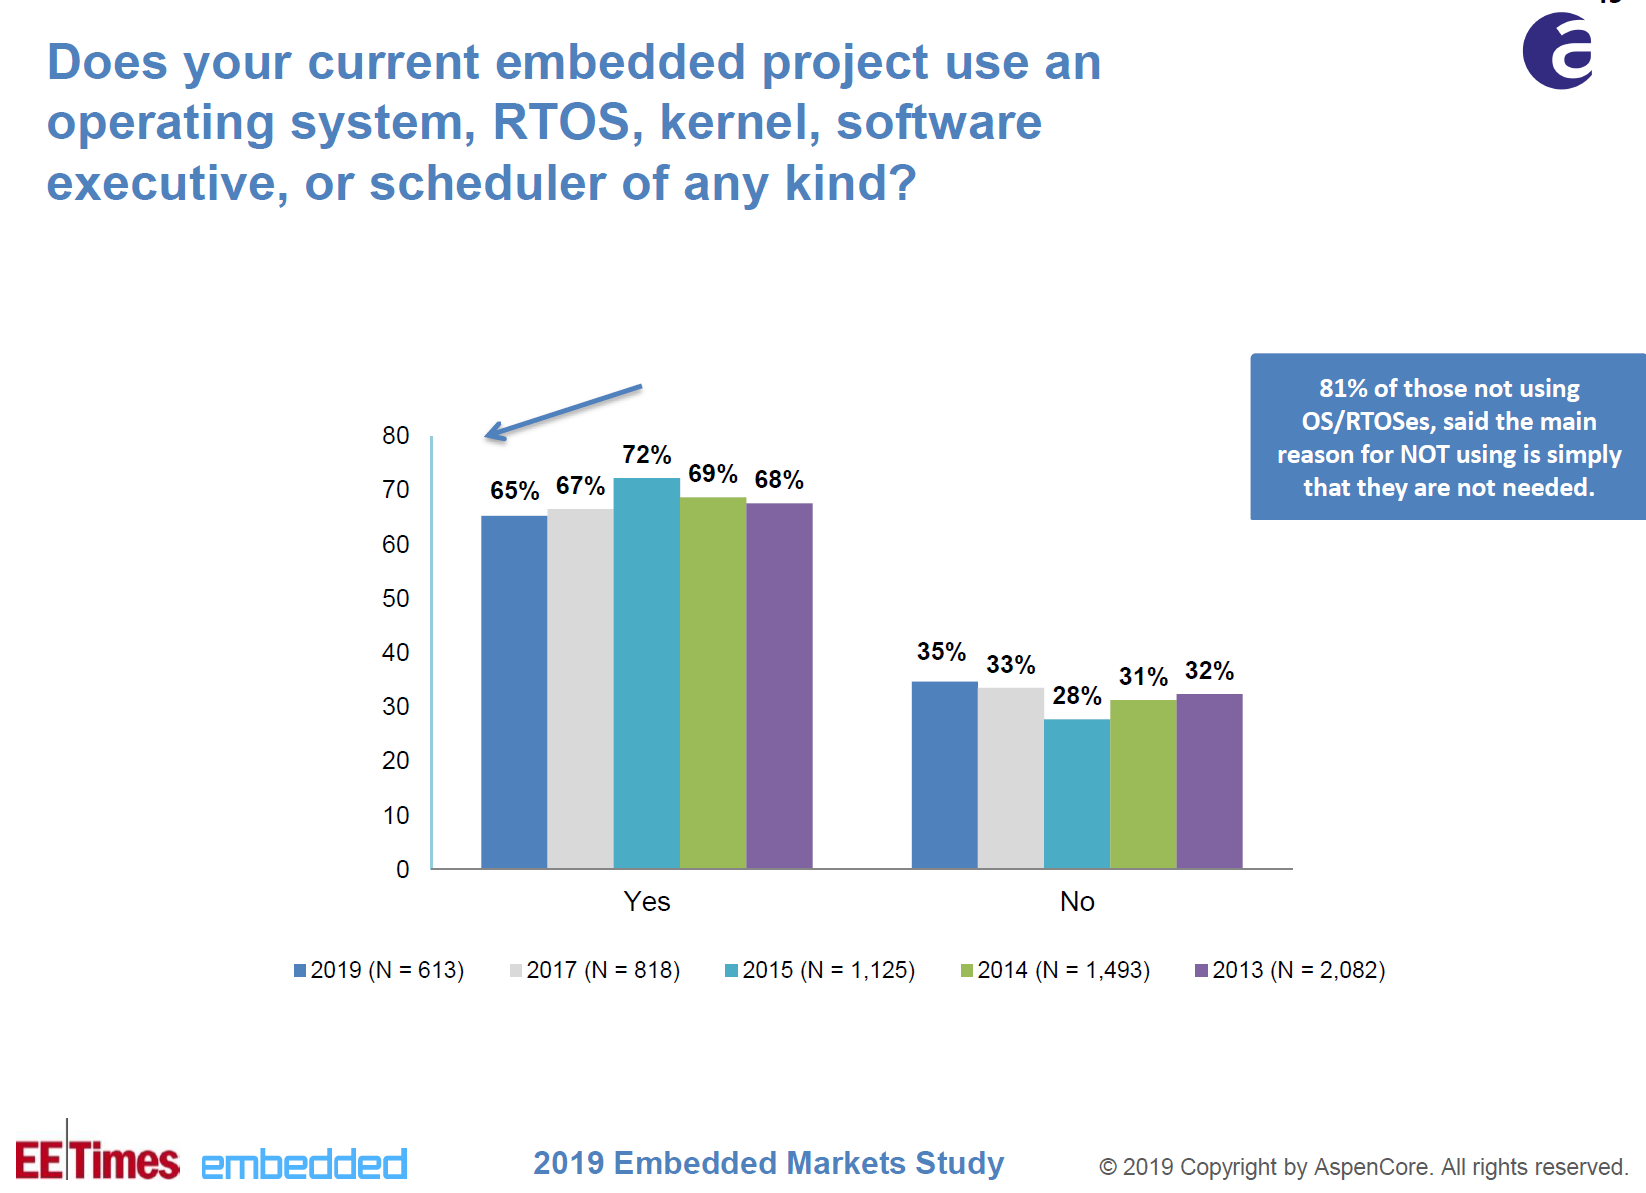 Does your current embedded project use an
operating system, RTOS, kernel, software
executive, or scheduler of any kind?
a
81% of those not using
OS/RTOSes, said the main
reason for NOT using is simply
that they are not needed.
80
70
60
50
40
30
20
10
0
65%
67%
72%
69%
68%
35%
33%
28%
31%
32%
Yes
No
2019 (N = 613)
2017 (N = 818)
2015 (N = 1,125)
2014 (N = 1,493)
2013 (N = 2,082)
EE|Times
embedded
2019 Embedded Markets Study
© 2019 Copyright by AspenCore. All rights reserved.